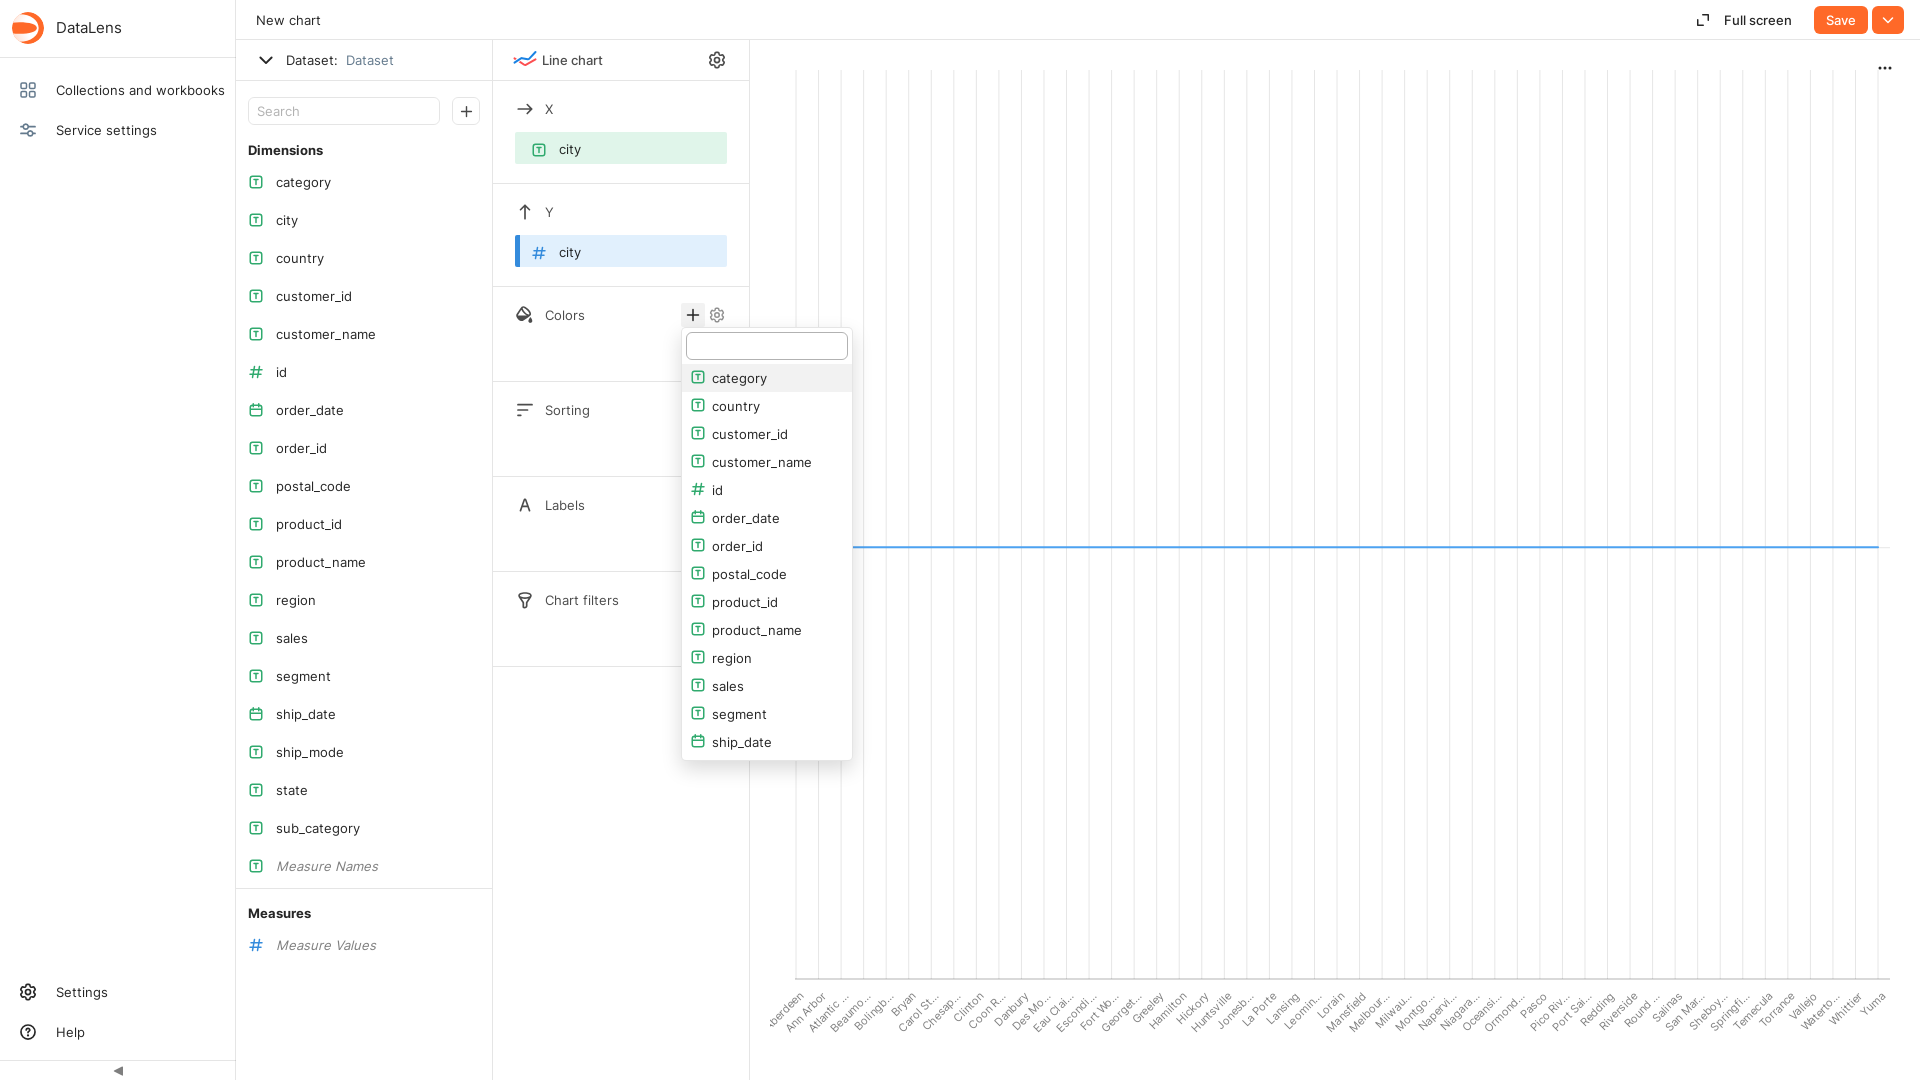 DataLens
Collections and workbooks
Service settings
Settings
Help
New chart
Full screen
Save
Dataset: Dataset
Search
Dimensions
category
city
country
customer_id
customer_name
id
order_date
order_id
postal_code
product_id
product_name
region
sales
segment
ship_date
ship_mode
state
sub_category
Measure Names
Measures
Measure Values
Line chart
X
city
Y
city
Colors
Sorting
Labels
Chart filters
category
country
customer_id
customer_name
id
order_date
order_id
postal_code
product_id
product_name
region
sales
segment
ship_date
Ann Arbor
Atlantic ...
Beaumo...
Bolingb...
Bryan
Carol St...
Chesap...
Clinton
Coon R...
Danbury
Des Mo...
Eau Clai...
Escondi...
Fort Wo...
Georget...
Greeley
Hamilton
Hickory
Huntsville
Jonesb...
La Porte
Lansing
Leomin...
Lorain
Mansfield
Melbour...
Milwau...
Montgo...
Napervi...
Niagara...
Oceansi...
Ormond...
Pasco
Pico Riv...
Port Sai...
Redding
Riverside
Round ...
Salinas
San Mar...
Sheboy...
Springfi...
Temecula
Torrance
Vallejo
Waterto...
Whittier
Yuma